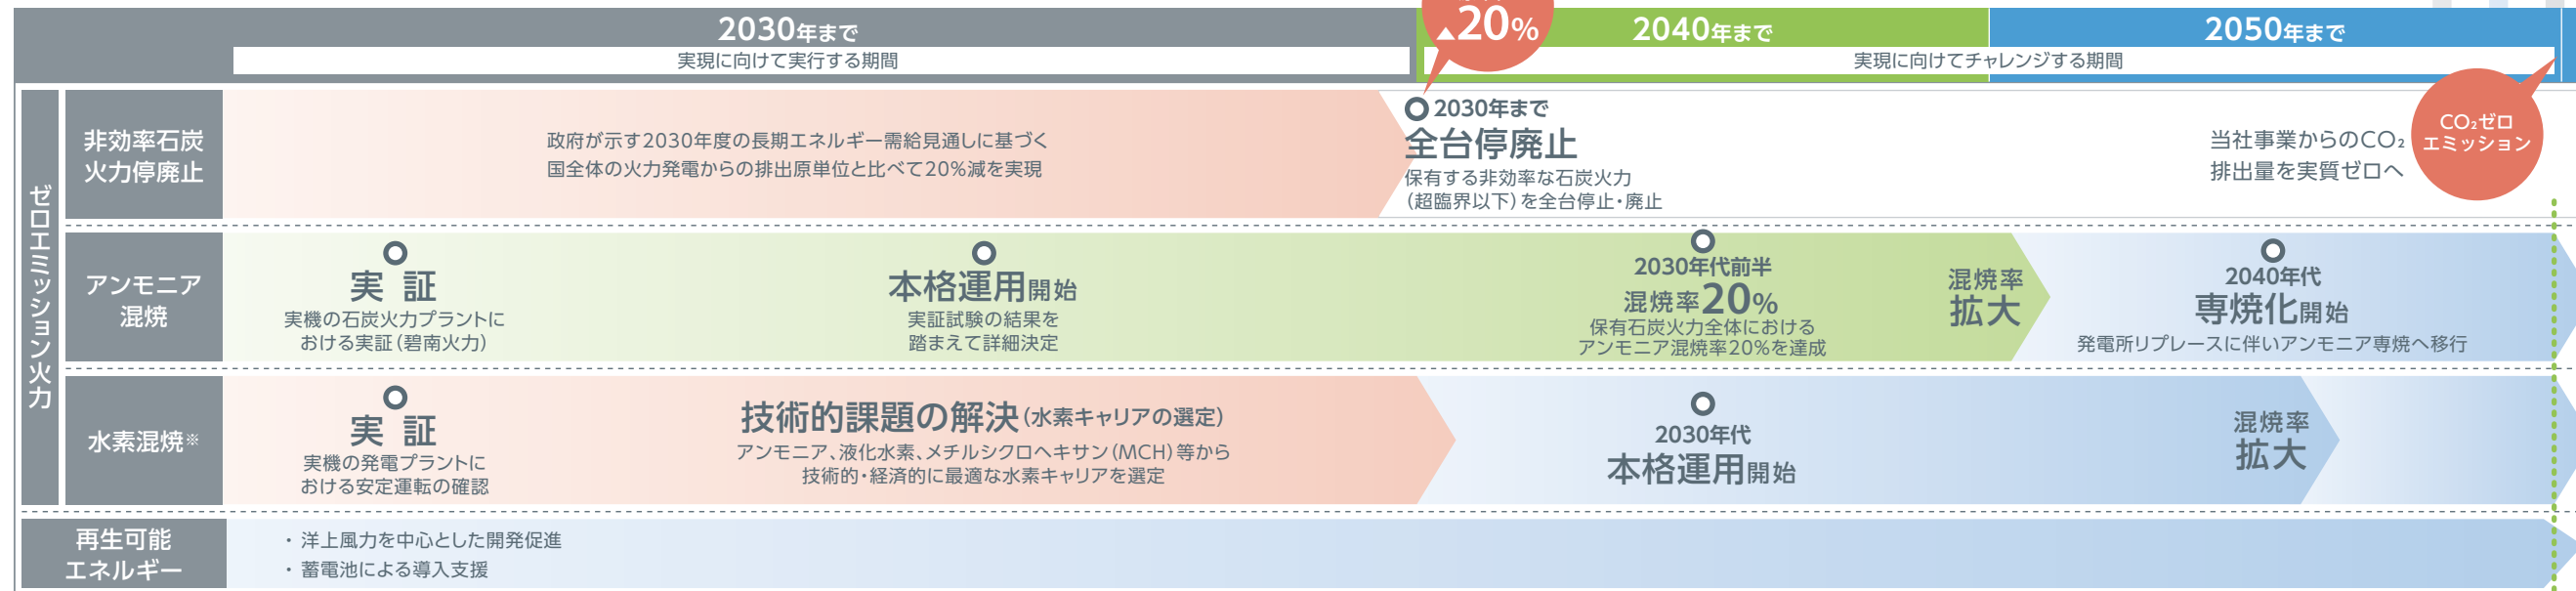 2030年まで
実現に向けて実行する期間
▲20%
2040年まで
2050年まで
実現に向けてチャレンジする期間
ゼロエミッション火力
非効率石炭
火力停廃止
政府が示す2030年度の長期エネルギー需給見通しに基づく
国全体の火力発電からの排出原単位と比べて20%減を実現
2030年まで
全台停廃止
保有する非効率な石炭火力
(超臨界以下)を全台停止・廃止
当社事業からのCO₂
排出量を実質ゼロへ
CO₂ゼロ
エミッション
アンモニア
混焼
実 証
実機の石炭火力プラントに
おける実証(碧南火力)
本格運用開始
実証試験の結果を
踏まえて詳細決定
2030年代前半
混焼率20%
保有石炭火力全体における
アンモニア混焼率20%を達成
混焼率
拡大
2040年代
専焼化開始
発電所リプレースに伴いアンモニア専焼へ移行
水素混焼※
実 証
実機の発電プラントに
おける安定運転の確認
技術的課題の解決(水素キャリアの選定)
アンモニア、液化水素、メチルシクロヘキサン(MCH)等から
技術的・経済的に最適な水素キャリアを選定
2030年代
本格運用開始
混焼率
拡大
再生可能
エネルギー
・ 洋上風力を中心とした開発促進
・ 蓄電池による導入支援